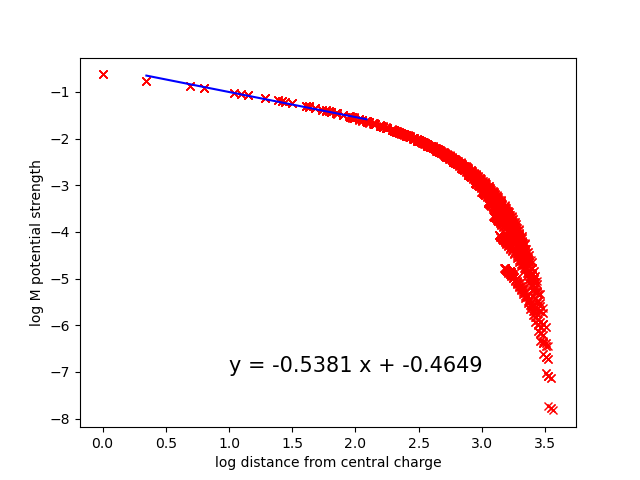 −1
−2
−3
−4
−5
−6
−7
−8
log M potential strength
y = -0.5381 x + -0.4649
0.0 0.5 1.0 1.5 2.0 2.5 3.0 3.5
log distance from central charge